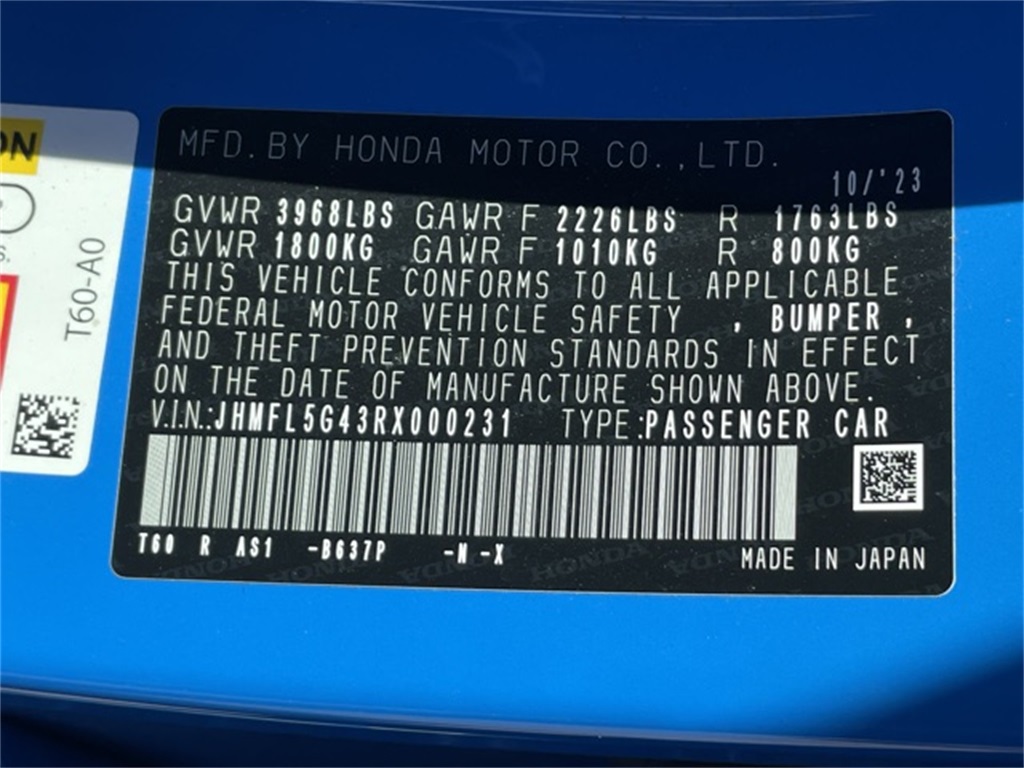 ON
T60-A0
MFD. BY HONDA MOTOR CO.,LTD.
10/'23
GVWR 3968LBS GAWR F 2226LBS R 1763LBS
GVWR 1800KG GAWR F 1010KG R 800KG
THIS VEHICLE CONFORMS TO ALL APPLICABLE
FEDERAL MOTOR VEHICLE SAFETY , BUMPER ,
AND THEFT PREVENTION STANDARDS IN EFFECT
ON THE DATE OF MANUFACTURE SHOWN ABOVE.
V.I.N.:JHMFL5G43RX000231 TYPE:PASSENGER CAR
T60 R AS1 -B637P -N -X
MADE IN JAPAN